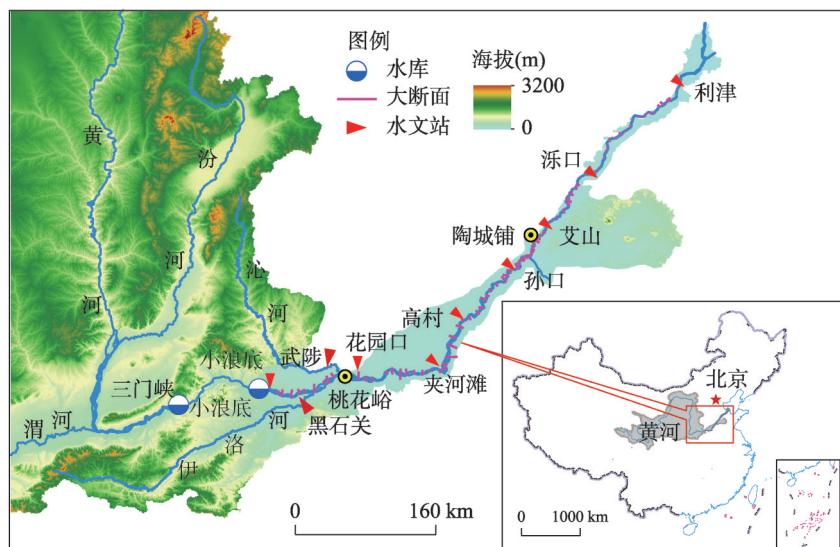 图例
水库
大断面
水文站
海拔(m)
3200
0
利津
泺口
艾山
陶城铺
孙口
高村
夹河滩
花园口
武陟
桃花峪
小浪底
小浪底
三门峡
黑石关
黄
河
汾
河
沁
河
渭
河
伊
洛
河
0
160 km
北京
黄河
0
1000 km